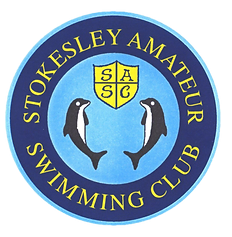 STOKESLEY AMATEUR
S A
S C
SWIMMING CLUB